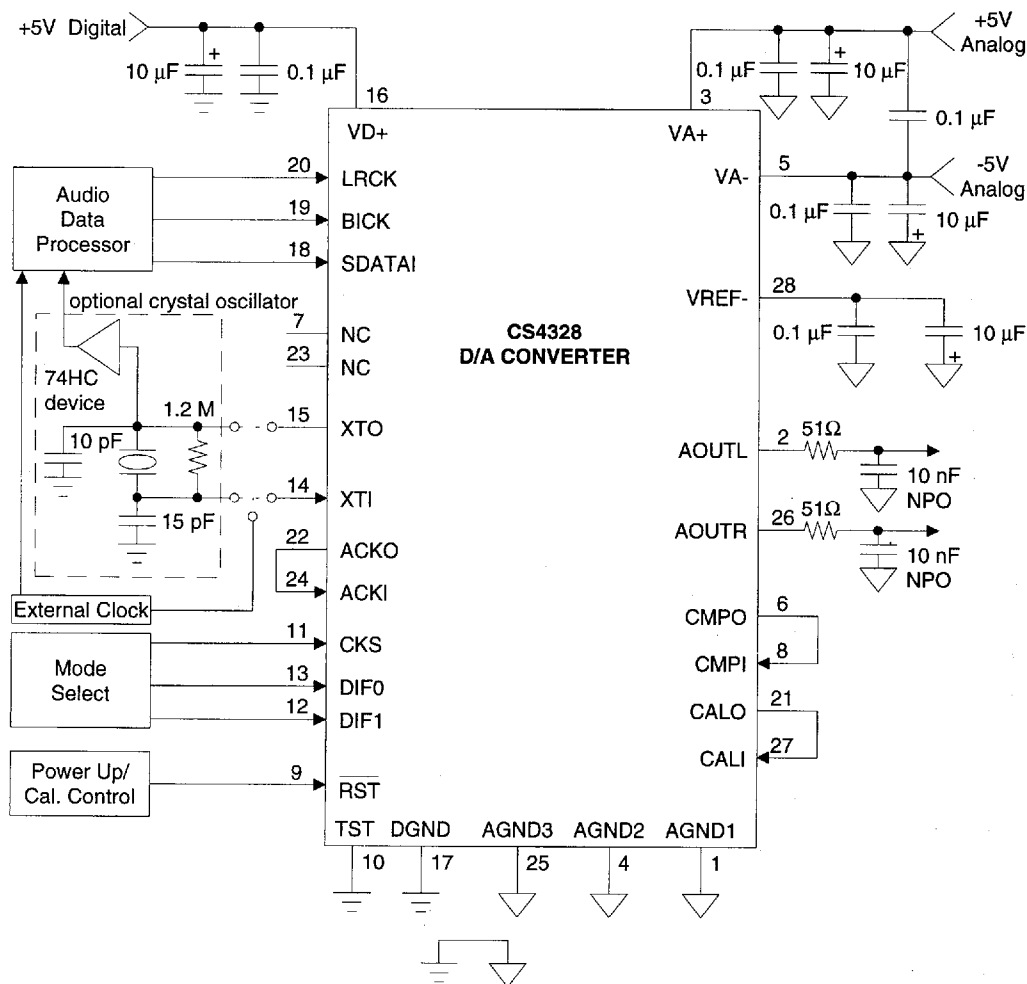 +5V Digital
10 µF
+
0.1 µF
16
VD+
+5V
Analog
0.1 µF
+
10 µF
3
VA+
0.1 µF
VA-
5
-5V
Analog
0.1 µF
10 µF
+
VREF-
28
0.1 µF
10 µF
+
Audio
Data
Processor
20
LRCK
19
BICK
18
SDATAI
optional crystal oscillator
7
NC
23
NC
CS4328
D/A CONVERTER
74HC
device
1.2 M
10 pF
15
XTO
14
XTI
15 pF
22
ACKO
24
ACKI
AOUTL
2
51Ω
10 nF
NPO
AOUTR
26
51Ω
10 nF
NPO
External Clock
Mode
Select
11
CKS
13
DIF0
12
DIF1
CMPO
6
CMPI
8
CALO
21
CALI
27
Power Up/
Cal. Control
9
RST
TST
DGND
AGND3
AGND2
AGND1
10
17
25
4
1